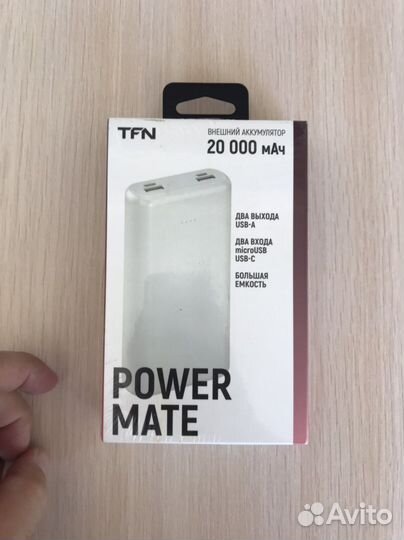 TFN
ВНЕШНИЙ АККУМУЛЯТОР
20 000 мАч
ДВА ВЫХОДА
USB-A
ДВА ВХОДА
microUSB
USB-C
БОЛЬШАЯ
ЕМКОСТЬ
POWER
MATE
Avito